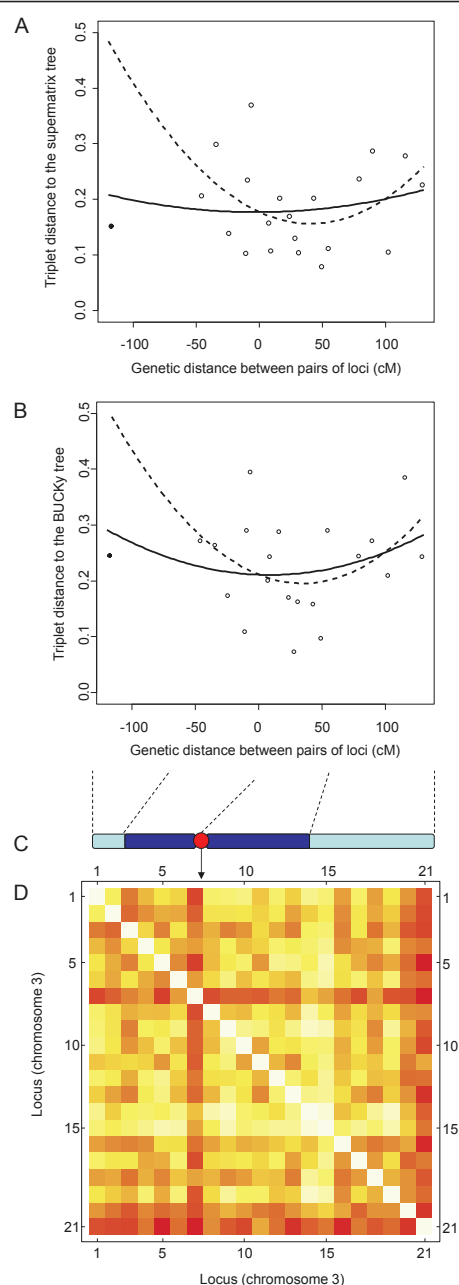 A
Triplet distance to the supermatrix tree
0.5
0.4
0.3
0.2
0.1
0.0
-100 -50 0 50 100
Genetic distance between pairs of loci (cM)
B
Triplet distance to the BUCKy tree
0.5
0.4
0.3
0.2
0.1
0.0
-100 -50 0 50 100
Genetic distance between pairs of loci (cM)
C
1 5 10 15 21
D
Locus (chromosome 3)
1 1
5 5
10 10
15 15
21 21
1 5 10 15 21
Locus (chromosome 3)